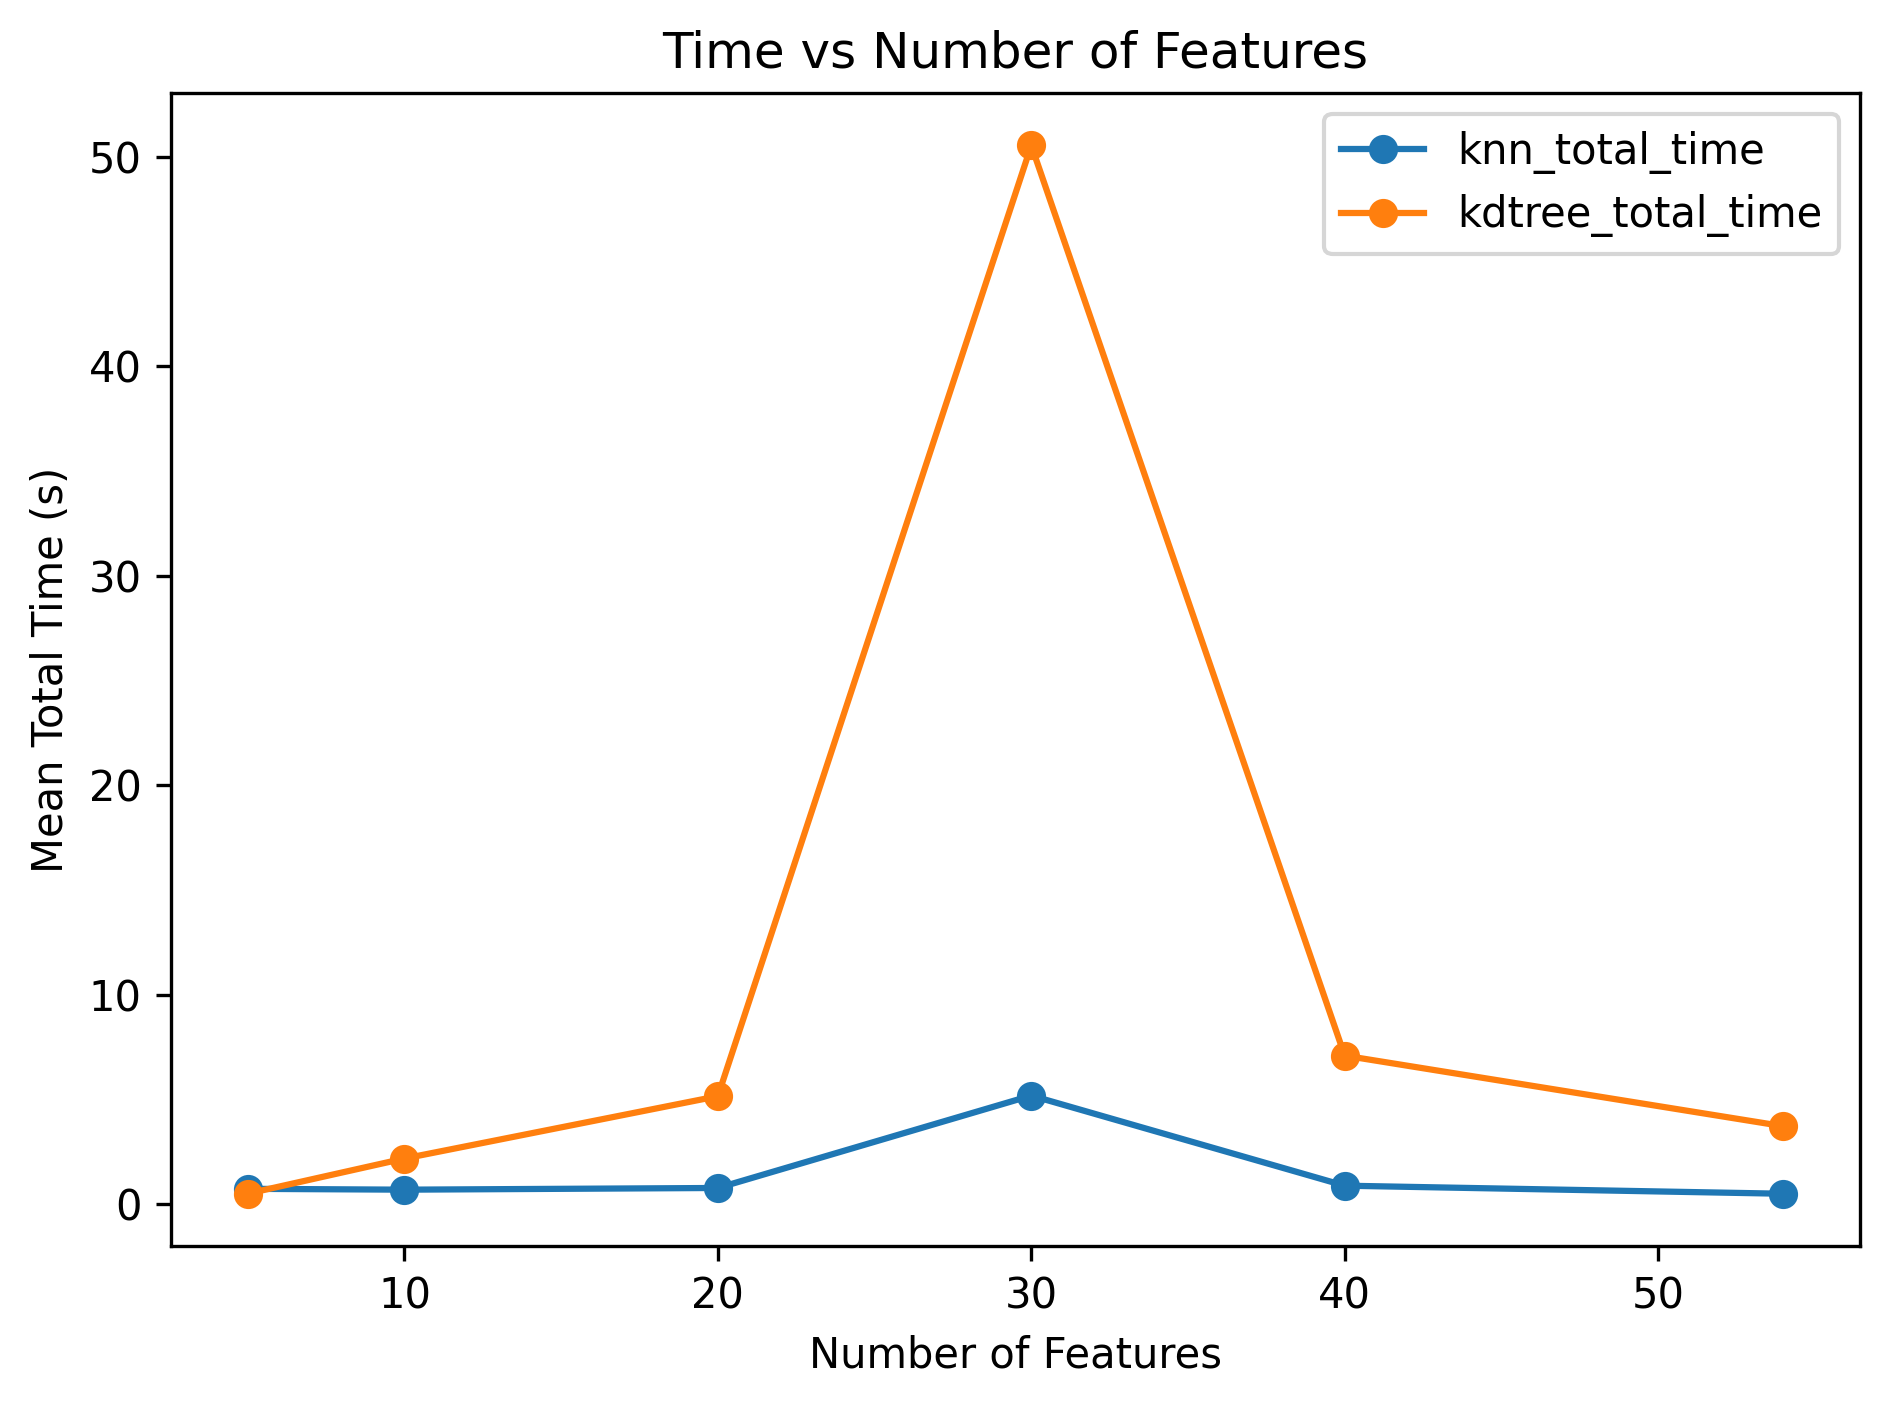 Time vs Number of Features
knn_total_time
kdtree_total_time
Mean Total Time (s)
50
40
30
20
10
0
10 20 30 40 50
Number of Features